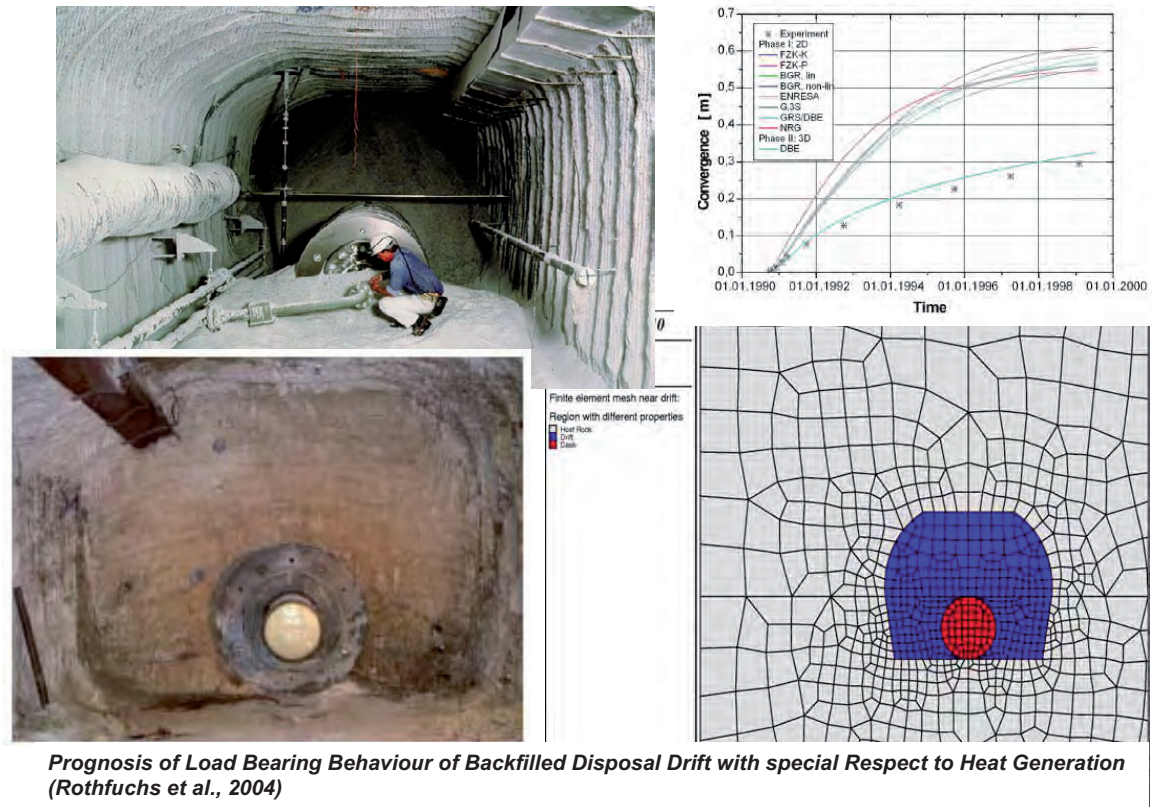 0,7
0,6
0,5
0,4
0,3
0,2
0,1
0,0
Convergence [ m ]
Experiment
Phase I: 2D
FZK-K
FZK-P
BGR, lin
BGR, non-lin
ENRESA
G.3S
GRS/DBE
NRG
Phase II: 3D
DBE
01.01.1990 01.01.1992 01.01.1994 01.01.1996 01.01.1998 01.01.2000
Time
Finite element mesh near drift:
Region with different properties
Host Rock
Drift
Cask
Prognosis of Load Bearing Behaviour of Backfilled Disposal Drift with special Respect to Heat Generation
(Rothfuchs et al., 2004)